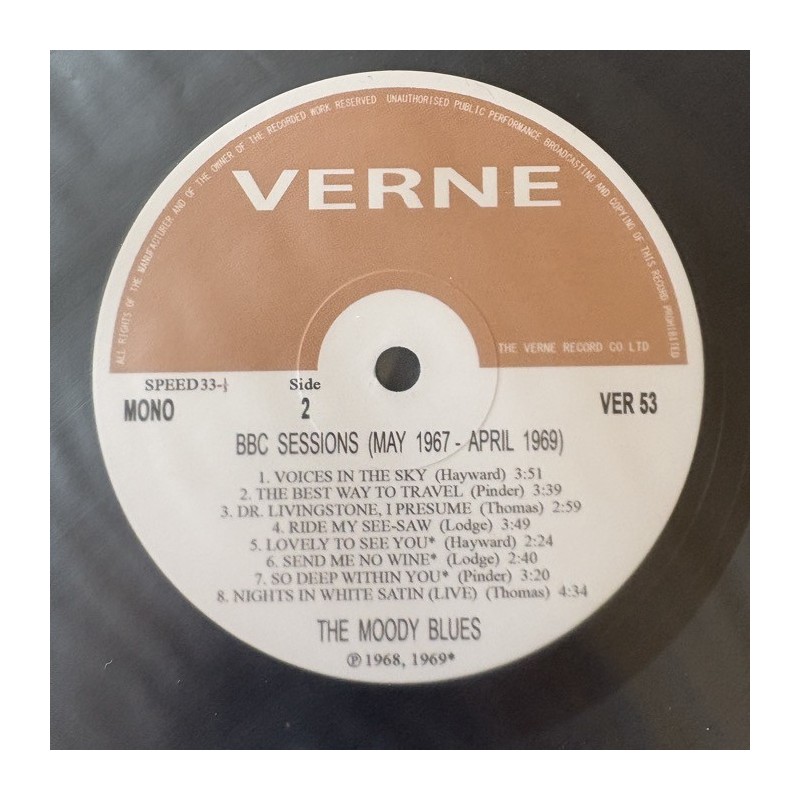 ALL RIGHTS OF THE MANUFACTURER AND OF THE OWNER OF THE RECORDED WORK RESERVED UNAUTHORISED PUBLIC PERFORMANCE BROADCASTING AND COPYING OF THIS RECORD PROHIBITED
VERNE
THE VERNE RECORD CO LTD
SPEED 33-⅓ Side
MONO 2 VER 53
BBC SESSIONS (MAY 1967 - APRIL 1969)
1. VOICES IN THE SKY (Hayward) 3:51
2. THE BEST WAY TO TRAVEL (Pinder) 3:39
3. DR. LIVINGSTONE, I PRESUME (Thomas) 2:59
4. RIDE MY SEE-SAW (Lodge) 3:49
5. LOVELY TO SEE YOU* (Hayward) 2:24
6. SEND ME NO WINE* (Lodge) 2:40
7. SO DEEP WITHIN YOU* (Pinder) 3:20
8. NIGHTS IN WHITE SATIN (LIVE) (Thomas) 4:34
THE MOODY BLUES
℗ 1968, 1969*